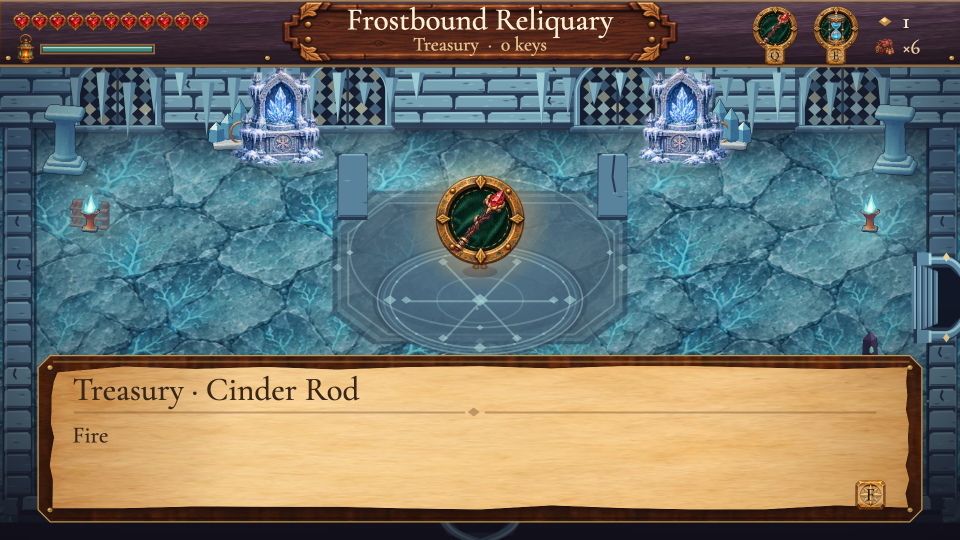 Frostbound Reliquary
Treasury · 0 keys
Q
E
1
×6
Treasury · Cinder Rod
Fire
F